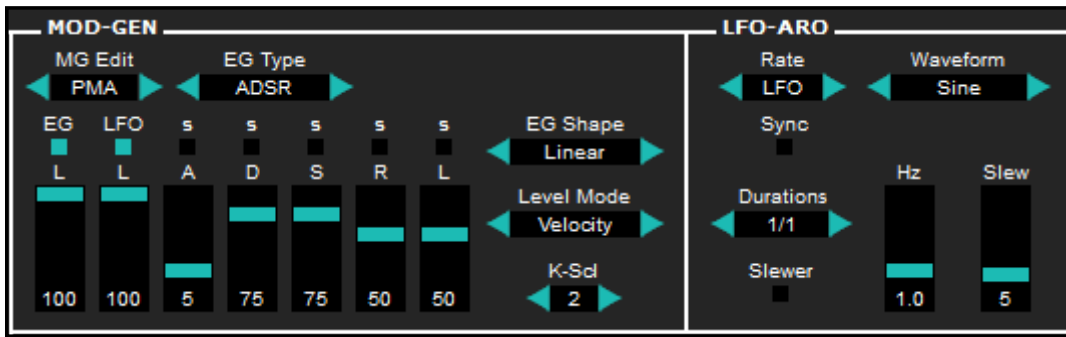 MOD-GEN
MG Edit EG Type
PMA ADSR
EG LFO s s s s s
L L A D S R L
100 100 5 75 75 50 50
EG Shape
Linear
Level Mode
Velocity
K-Scl
2
LFO-ARO
Rate Waveform
LFO Sine
Sync
Hz Slew
Durations
1/1
Slewer
1.0 5